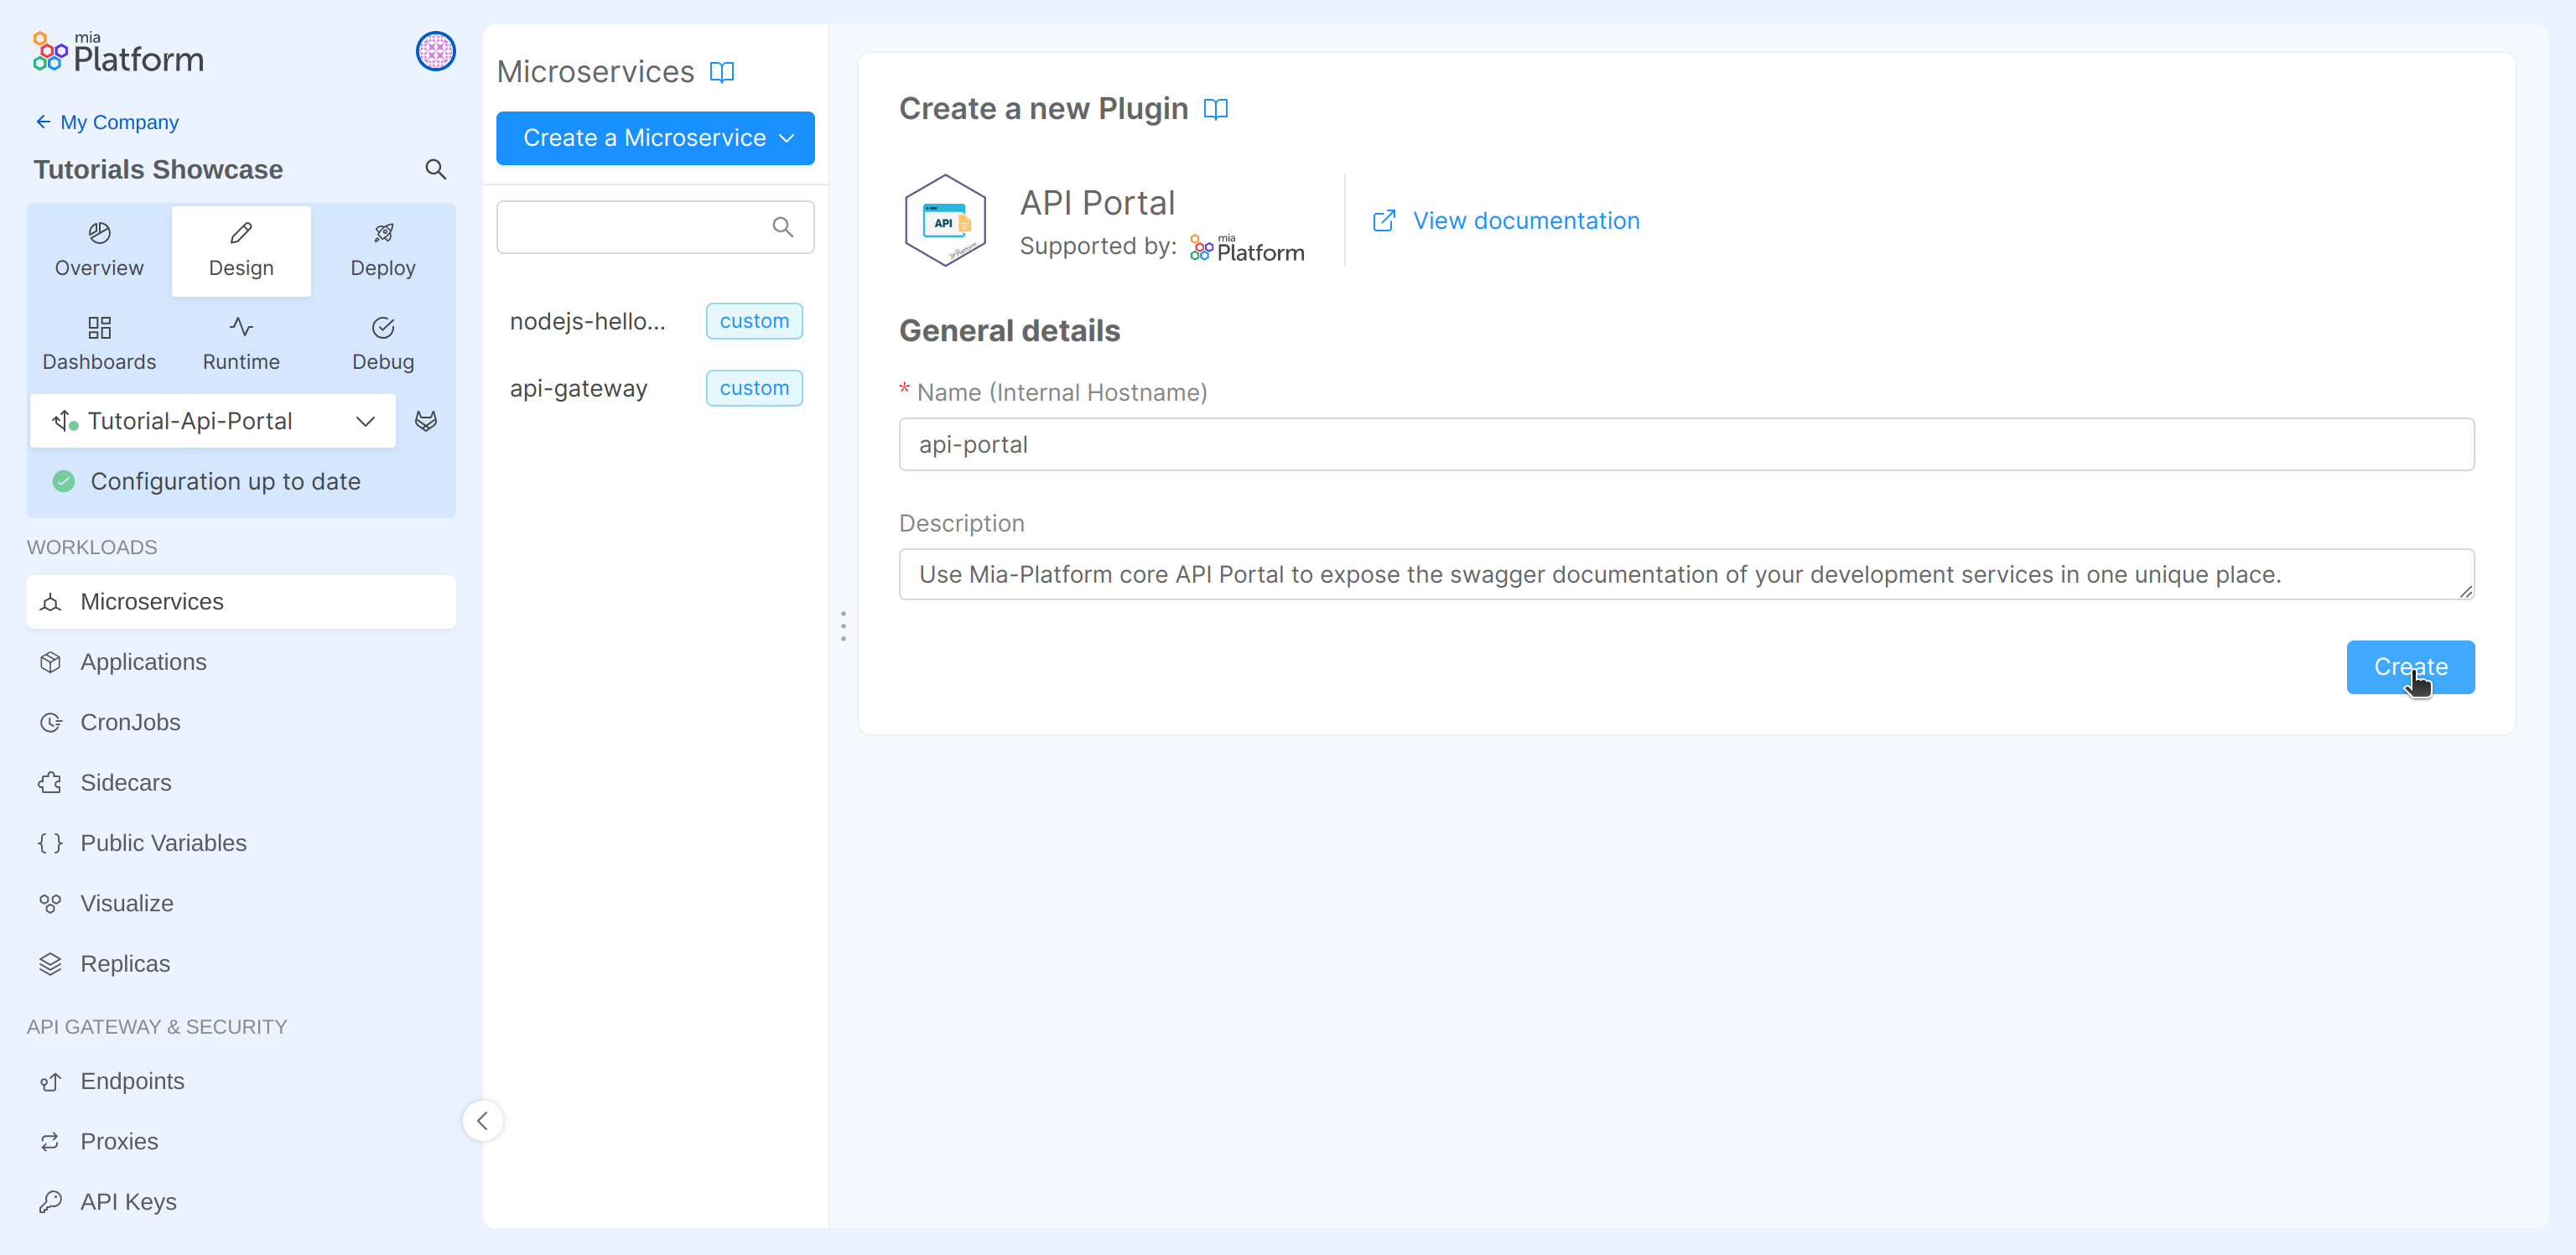 mia
Platform
My Company
Tutorials Showcase
Overview
Design
Deploy
Dashboards
Runtime
Debug
Tutorial-Api-Portal
Configuration up to date
WORKLOADS
Microservices
Applications
CronJobs
Sidecars
Public Variables
Visualize
Replicas
API GATEWAY & SECURITY
Endpoints
Proxies
API Keys
Microservices
Create a Microservice
nodejs-hello... custom
api-gateway custom
Create a new Plugin
API
API Portal
Supported by: mia Platform
View documentation
General details
* Name (Internal Hostname)
api-portal
Description
Use Mia-Platform core API Portal to expose the swagger documentation of your development services in one unique place.
Create